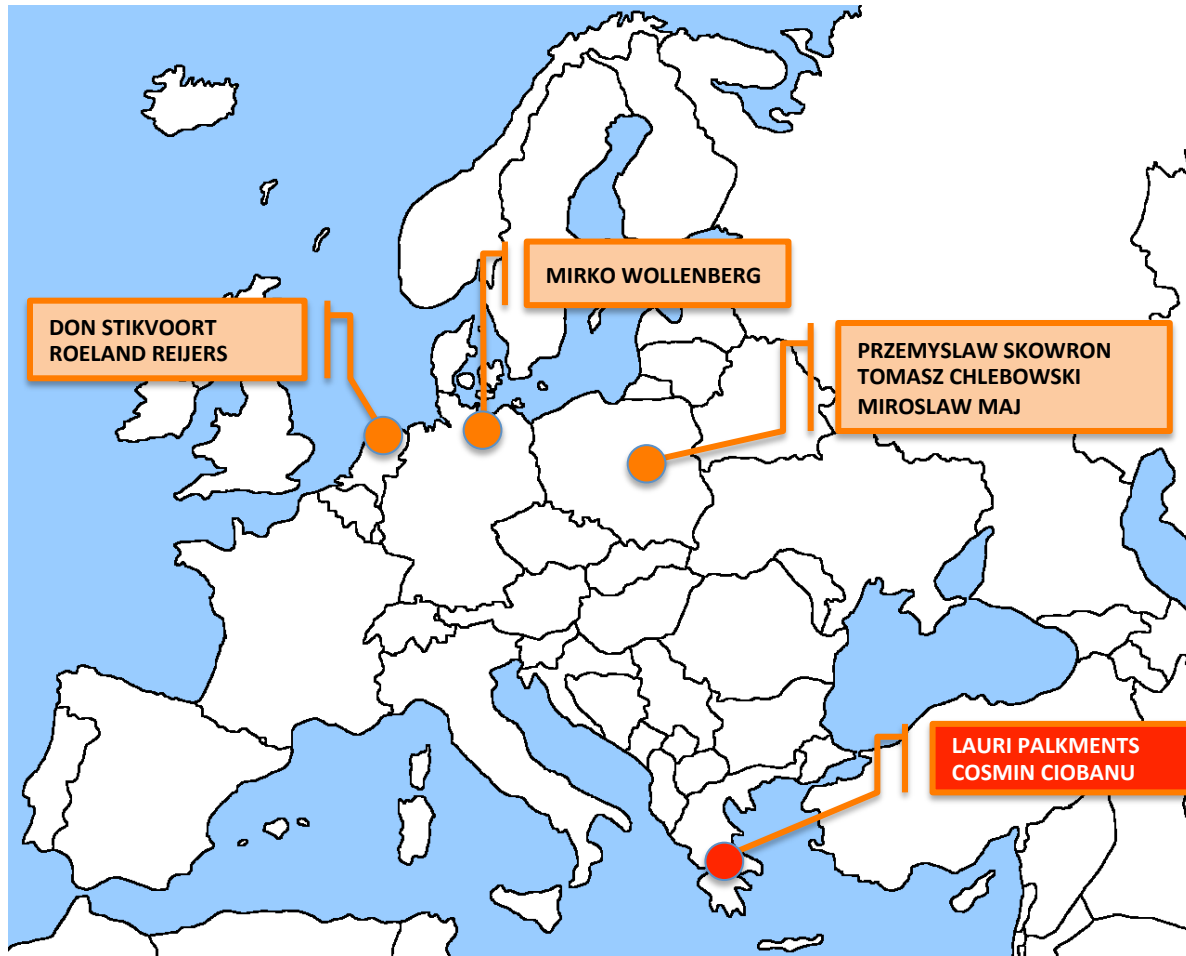 MIRKO WOLLENBERG
DON STIKVOORT
ROELAND REIJERS
PRZEMYSLAW SKOWRON
TOMASZ CHLEBOWSKI
MIROSLAW MAJ
LAURI PALKMENTS
COSMIN CIOBANU